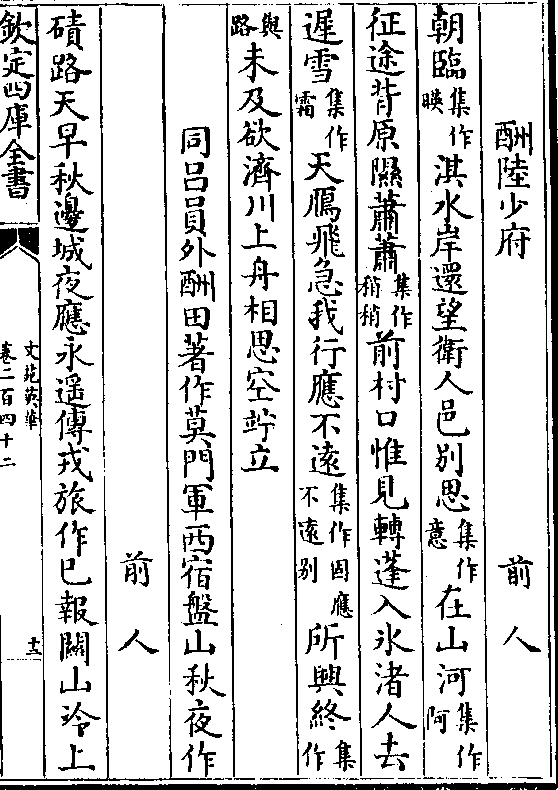 酬陸少府　前人
朝臨集作暎淇水岸還望衛人邑别思集作意在山河集作阿
征途背原隰蕭蕭集作稍稍前村口惟見轉蓬入氷渚人去
遲雪集作霜天鴈飛急我行應不遠集作因應不遠别所興終集作
與路未及欲濟川上舟相思空竚立
同吕員外酬田著作莫門軍西宿盤山秋夜作
前人
磧路天早秋邊城夜應永遥傳戎旅作已報關山冷上
欽定四庫全書
文苑英華
卷二百四十二
十三